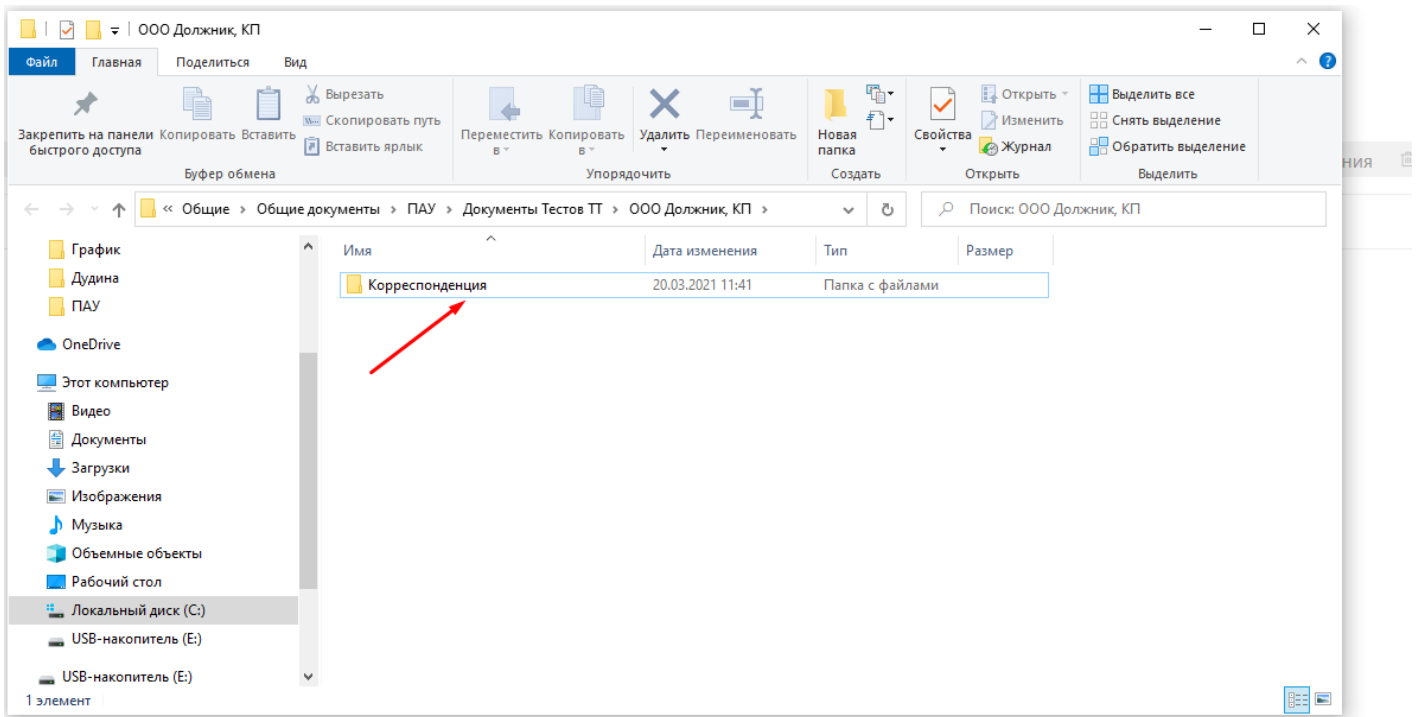 ООО Должник, КП
Файл Главная Поделиться Вид
Закрепить на панели быстрого доступа
Копировать
Вставить
Вырезать
Скопировать путь
Вставить ярлык
Буфер обмена
Переместить в
Копировать в
Удалить
Переименовать
Упорядочить
Новая папка
Создать
Свойства
Открыть
Изменить
Журнал
Открыть
Выделить все
Снять выделение
Обратить выделение
Выделить
ния
« Общие > Общие документы > ПАУ > Документы Тестов ТТ > ООО Должник, КП >
Поиск: ООО Должник, КП
График
Дудина
ПАУ
OneDrive
Этот компьютер
Видео
Документы
Загрузки
Изображения
Музыка
Объемные объекты
Рабочий стол
Локальный диск (C:)
USB-накопитель (E:)
USB-накопитель (E:)
Имя Дата изменения Тип Размер
Корреспонденция 20.03.2021 11:41 Папка с файлами
1 элемент